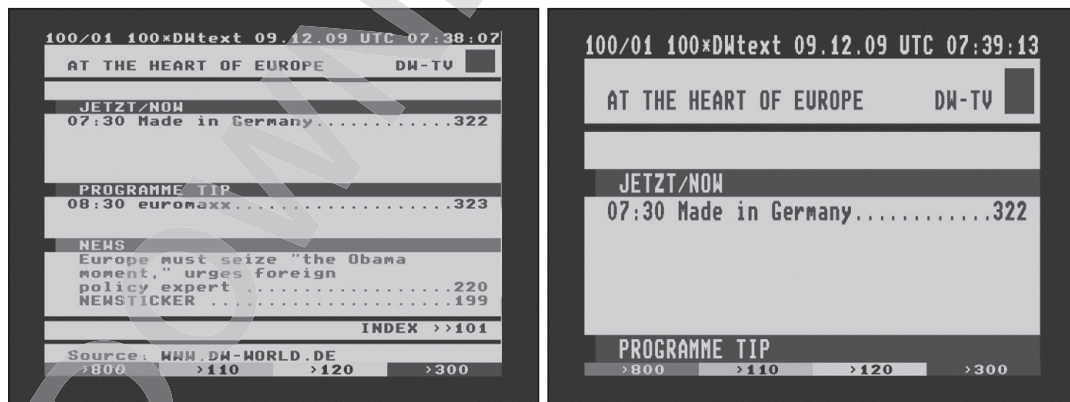 100/01 100*DWtext 09.12.09 UTC 07:38:07
AT THE HEART OF EUROPE DW-TV
JETZT/NOW
07:30 Made in Germany............322
PROGRAMME TIP
08:30 euromaxx...................323
NEWS
Europe must seize "the Obama
moment," urges foreign
policy expert ...................220
NEWSTICKER ......................199
INDEX >>101
Source: WWW.DW-WORLD.DE
>800 >110 >120 >300
100/01 100*DWtext 09.12.09 UTC 07:39:13
AT THE HEART OF EUROPE DW-TV
JETZT/NOW
07:30 Made in Germany............322
PROGRAMME TIP
>800 >110 >120 >300